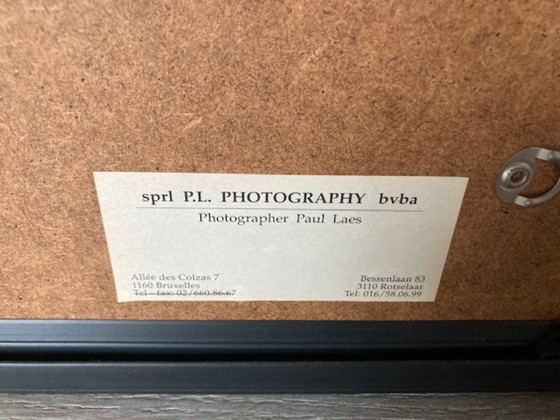 sprl P.L. PHOTOGRAPHY bvba
Photographer Paul Laes
Allée des Colzas 7
1160 Bruxelles
Tel - fax: 02/660.86.67
Bessenlaan 83
3110 Rotselaar
Tel: 016/58.06.99